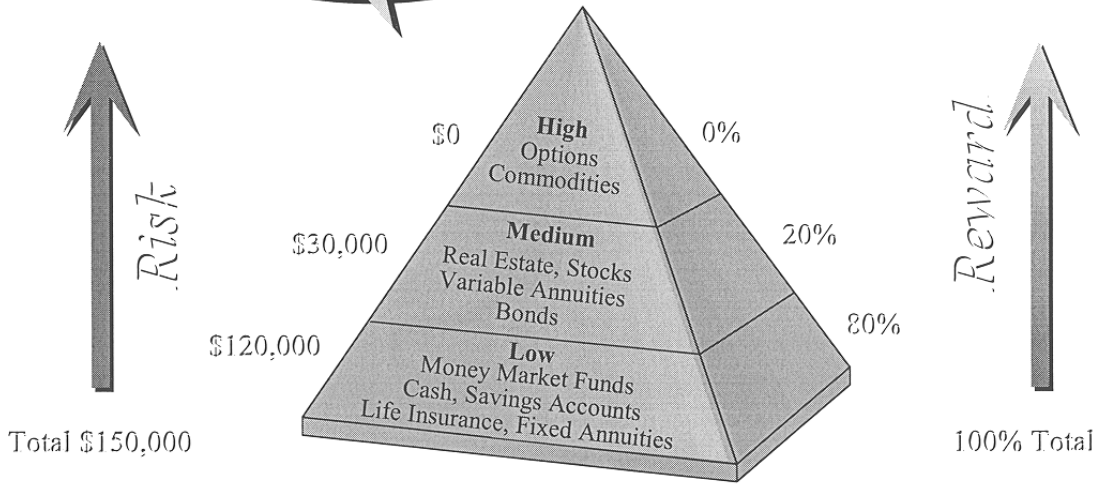 Risk
Reward
$0
High
Options
Commodities
0%
$30,000
Medium
Real Estate, Stocks
Variable Annuities
Bonds
20%
$120,000
Low
Money Market Funds
Cash, Savings Accounts
Life Insurance, Fixed Annuities
80%
Total $150,000
100% Total